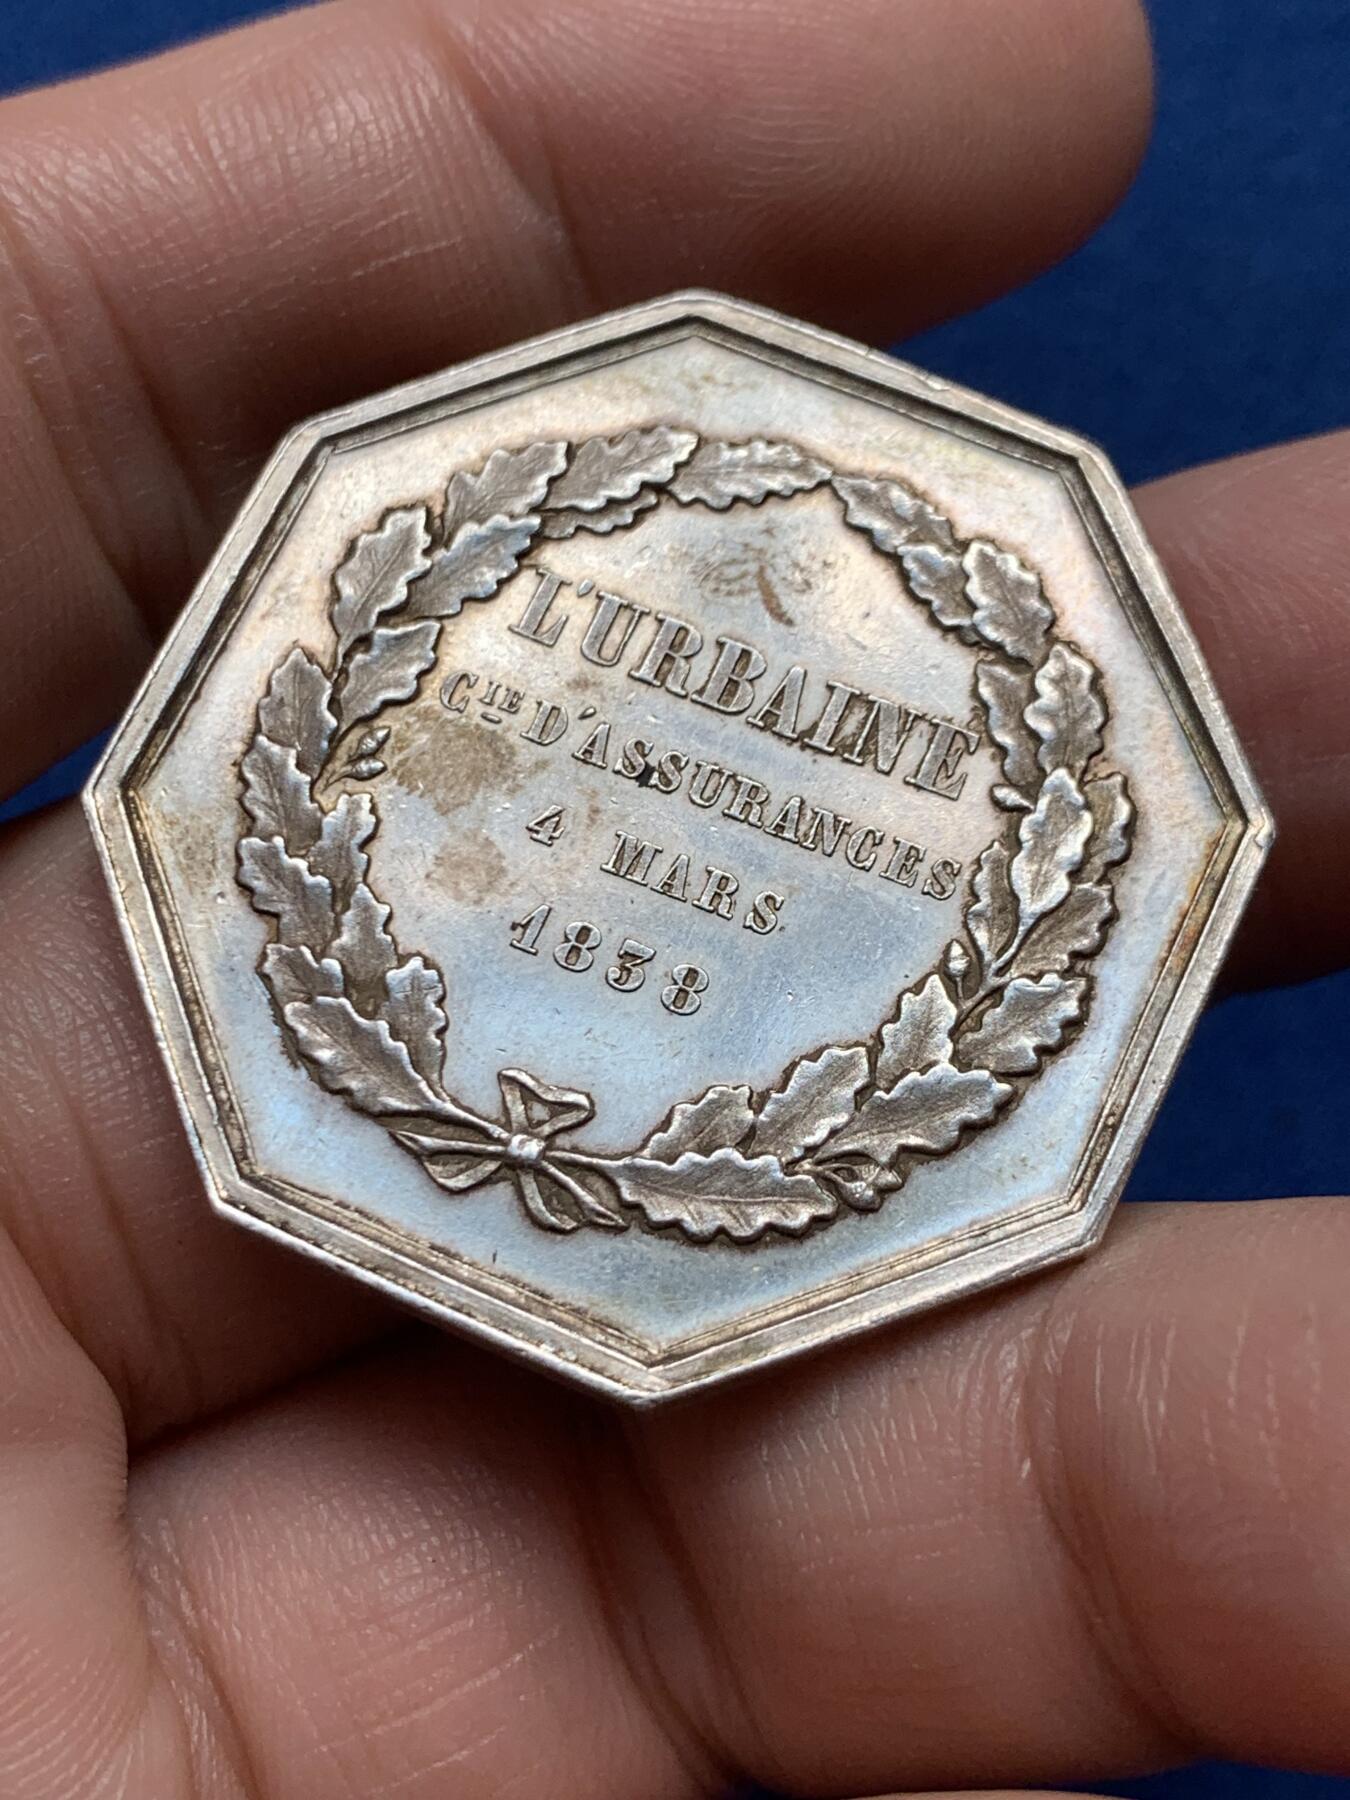 L'URBAINE
CIE D'ASSURANCES
4 MARS
1838